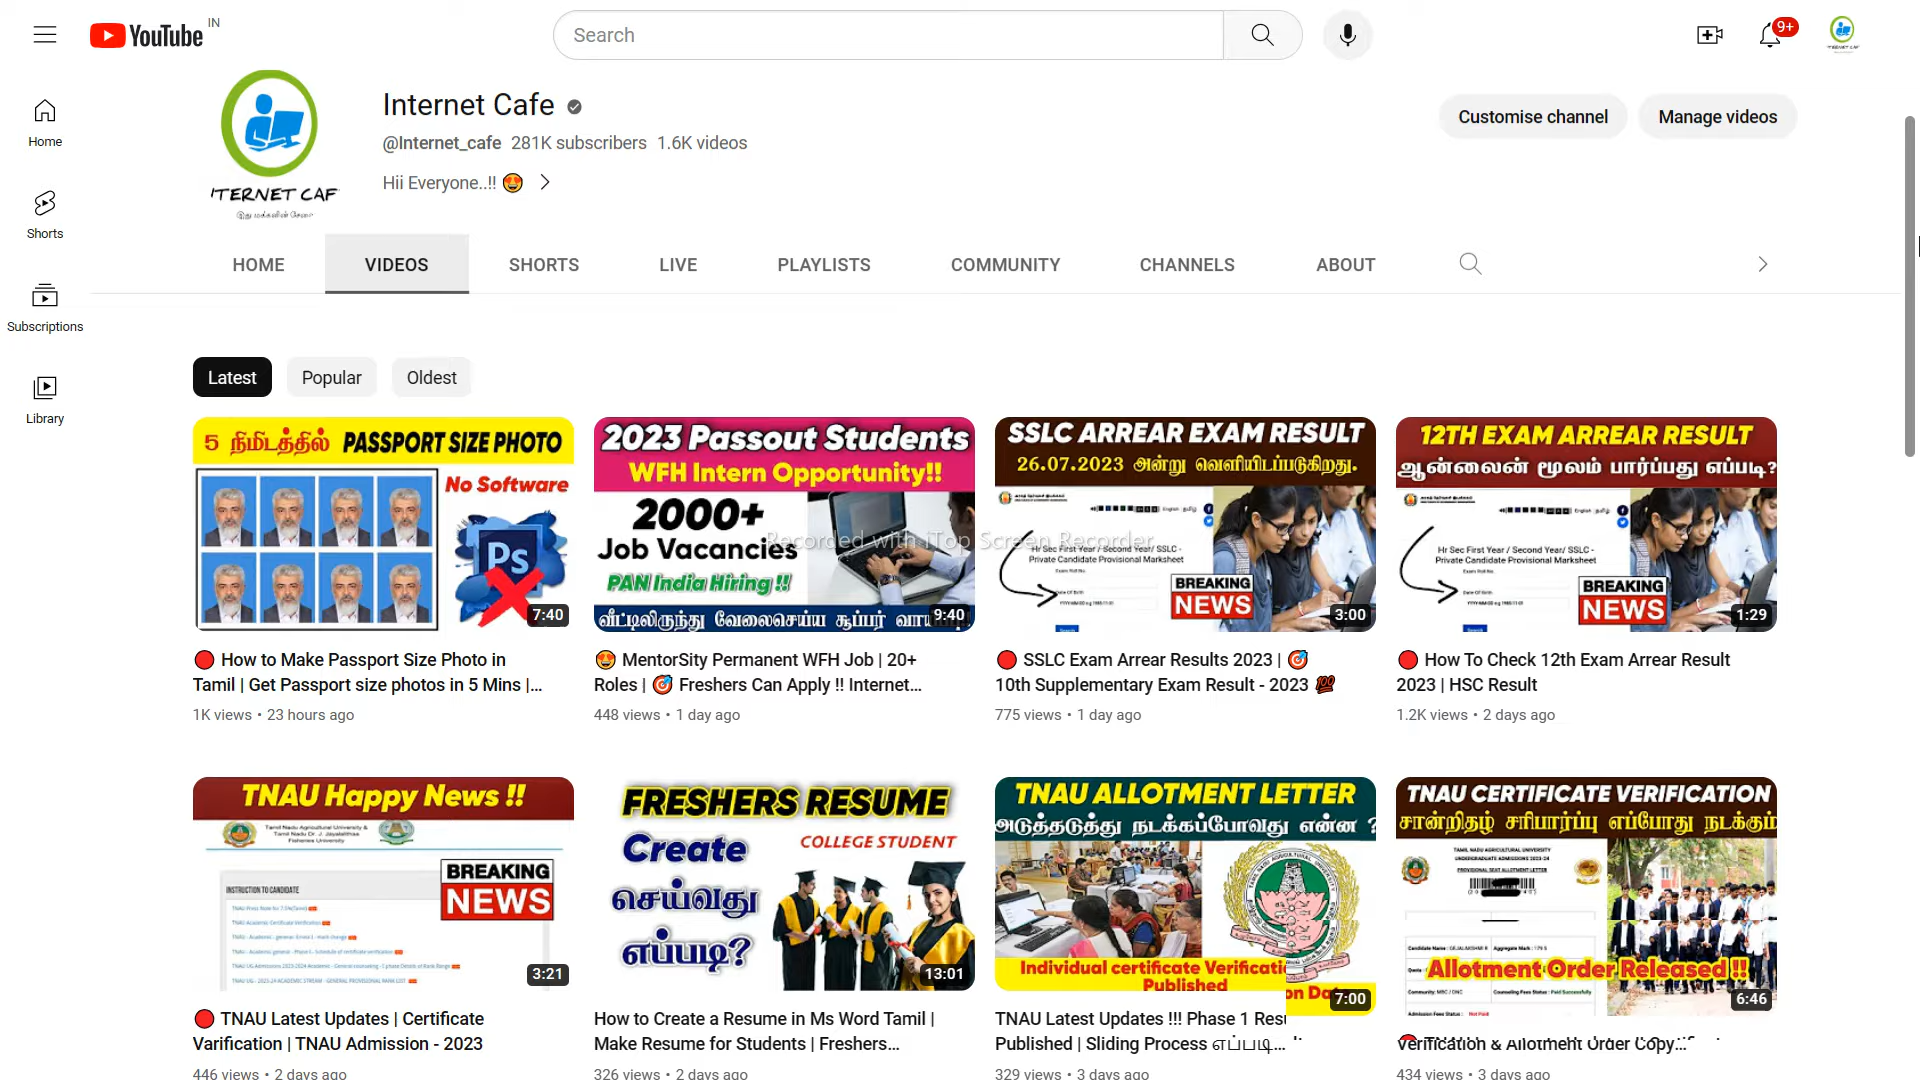 YouTube IN
Search
9+
Home
Shorts
Subscriptions
Library
Internet Cafe
@Internet_cafe 281K subscribers 1.6K videos
Hii Everyone..!! 🤩
Customise channel
Manage videos
'TERNET CAF
HOME VIDEOS SHORTS LIVE PLAYLISTS COMMUNITY CHANNELS ABOUT
Latest Popular Oldest
5 நிமிடத்தில் PASSPORT SIZE PHOTO
No Software
Ps
7:40
🔴 How to Make Passport Size Photo in
Tamil | Get Passport size photos in 5 Mins |...
1K views • 23 hours ago
2023 Passout Students
WFH Intern Opportunity!!
2000+
Job Vacancies
PAN India Hiring !!
வீட்டிலிருந்து வேலைசெய்ய சூப்பர்
9:40
🤩 MentorSity Permanent WFH Job | 20+
Roles | 🎯 Freshers Can Apply !! Internet...
448 views • 1 day ago
Recorded with iTop Screen Recorder
SSLC ARREAR EXAM RESULT
26.07.2023 அன்று வெளியிடப்படுகிறது.
Hr Sec First Year / Second Year/ SSLC -
Private Candidate Provisional Marksheet
BREAKING
NEWS
3:00
🔴 SSLC Exam Arrear Results 2023 | 🎯
10th Supplementary Exam Result - 2023 💯
775 views • 1 day ago
12TH EXAM ARREAR RESULT
ஆன்லைன் மூலம் பார்ப்பது எப்படி?
Hr Sec First Year / Second Year/ SSLC -
Private Candidate Provisional Marksheet
BREAKING
NEWS
1:29
🔴 How To Check 12th Exam Arrear Result
2023 | HSC Result
1.2K views • 2 days ago
TNAU Happy News !!
Tamil Nadu Agricultural University &
Tamil Nadu Dr. J. Jayalalithaa
Fisheries University
INSTRUCTION TO CANDIDATE
BREAKING
NEWS
3:21
🔴 TNAU Latest Updates | Certificate
Varification | TNAU Admission - 2023
446 views • 2 days ago
FRESHERS RESUME
Create
COLLEGE STUDENT
செய்வது
எப்படி?
13:01
How to Create a Resume in Ms Word Tamil |
Make Resume for Students | Freshers...
326 views • 2 days ago
TNAU ALLOTMENT LETTER
அடுத்தடுத்து நடக்கப்போவது என்ன ?
Individual certificate Verificatio
Published
7:00
TNAU Latest Updates !!! Phase 1 Resu
Published | Sliding Process எப்படி...
329 views • 3 days ago
TNAU CERTIFICATE VERIFICATION
சான்றிதழ் சரிபார்ப்பு எப்போது நடக்கும்
TAMIL NADU AGRICULTURAL UNIVERSITY
UNDERGRADUATE ADMISSIONS 2023-24
PROVISIONAL SEAT ALLOTMENT LETTER
Allotment Order Released !!
6:46
Verification & Allotment Order Copy...
434 views • 3 days ago